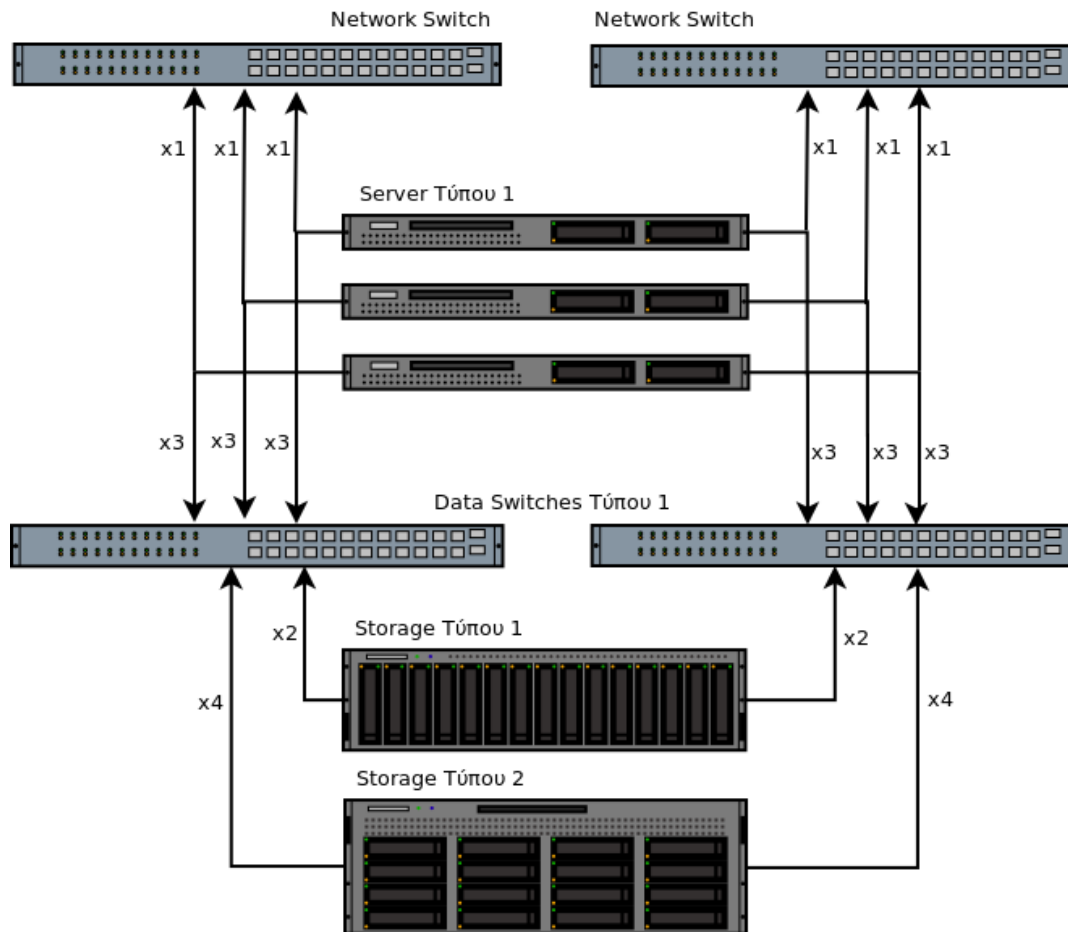 Network Switch
Network Switch
x1
x1
x1
x1
x1
x1
Server Τύπου 1
x3
x3
x3
x3
x3
x3
Data Switches Τύπου 1
Storage Τύπου 1
x2
x2
x4
x4
Storage Τύπου 2